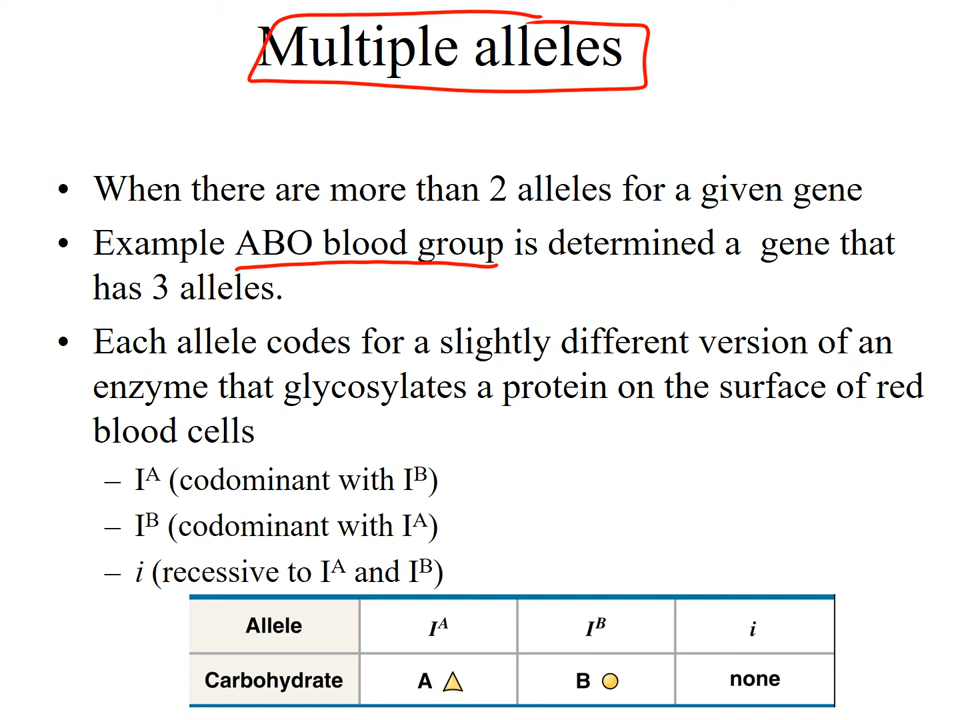 Multiple alleles
• When there are more than 2 alleles for a given gene
• Example ABO blood group is determined a gene that
has 3 alleles.
• Each allele codes for a slightly different version of an
enzyme that glycosylates a protein on the surface of red
blood cells
– Iᴬ (codominant with Iᴮ)
– Iᴮ (codominant with Iᴬ)
– i (recessive to Iᴬ and Iᴮ)
Allele Iᴬ Iᴮ i
Carbohydrate A B none